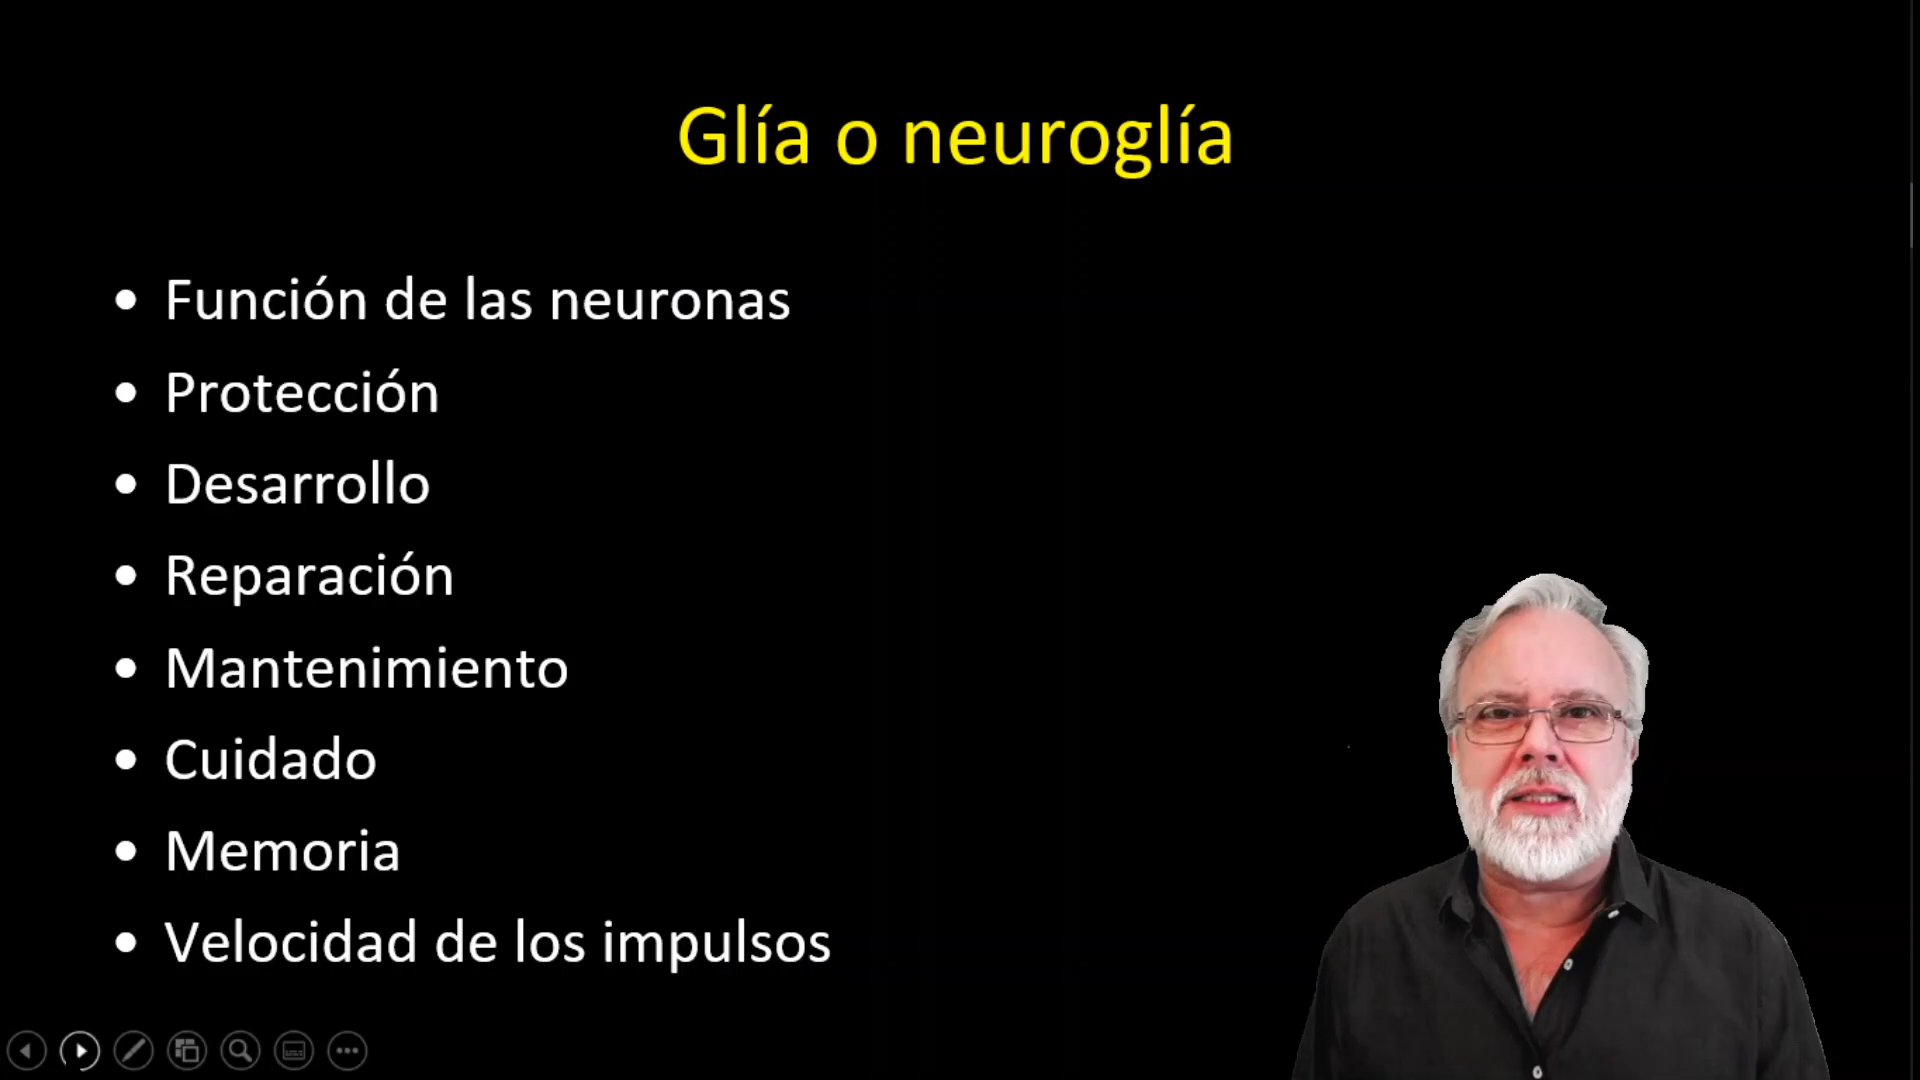 Glía o neuroglía
• Función de las neuronas
• Protección
• Desarrollo
• Reparación
• Mantenimiento
• Cuidado
• Memoria
• Velocidad de los impulsos